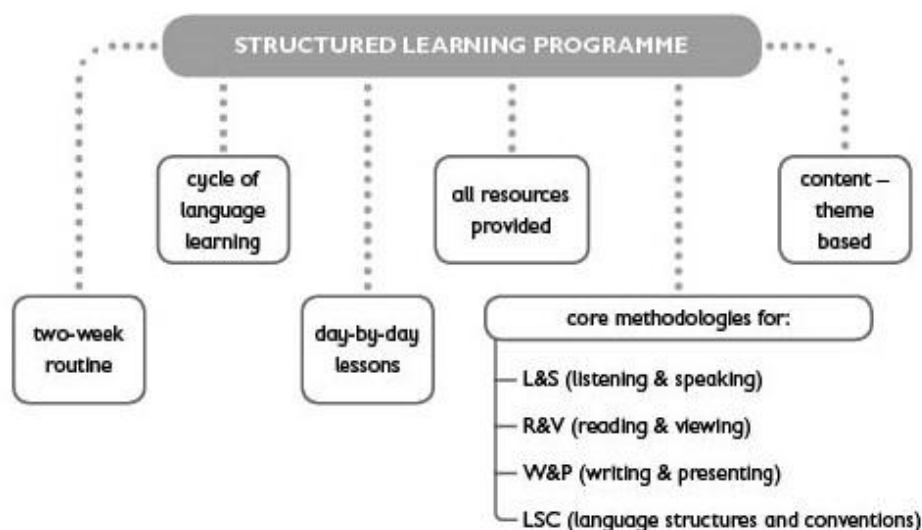 STRUCTURED LEARNING PROGRAMME
cycle of
language
learning
all resources
provided
content –
theme
based
two-week
routine
day-by-day
lessons
core methodologies for:
L&S (listening & speaking)
R&V (reading & viewing)
W&P (writing & presenting)
LSC (language structures and conventions)